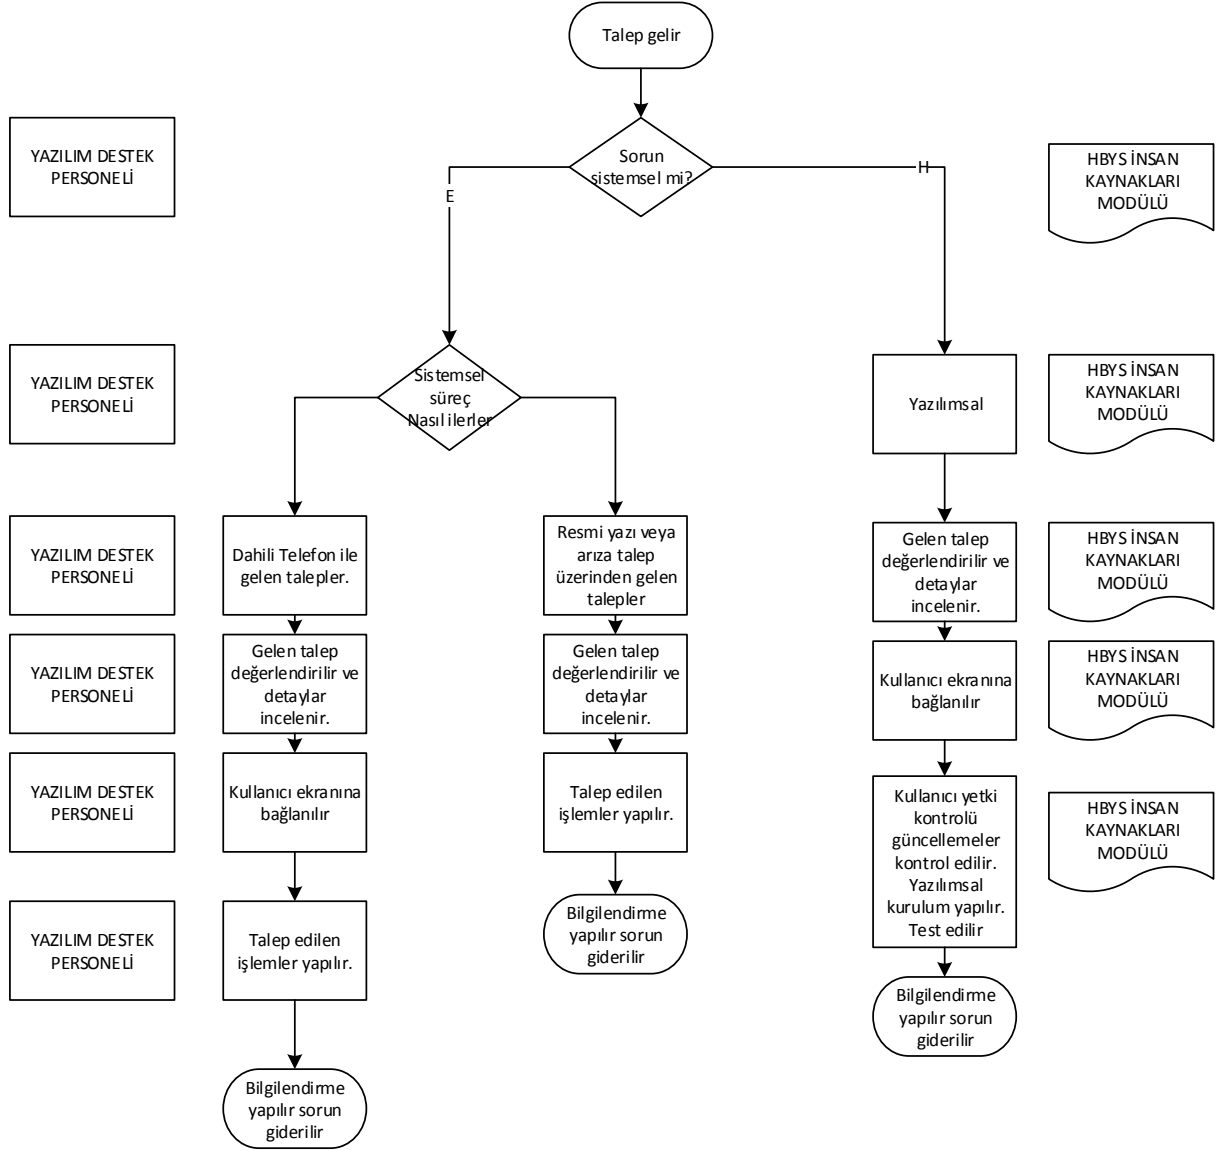 Talep gelir
YAZILIM DESTEK
PERSONELİ
Sorun
sistemsel mi?
E
H
HBYS İNSAN
KAYNAKLARI
MODÜLÜ
YAZILIM DESTEK
PERSONELİ
Sistemsel
süreç
Nasıl ilerler
Yazılımsal
HBYS İNSAN
KAYNAKLARI
MODÜLÜ
YAZILIM DESTEK
PERSONELİ
Dahili Telefon ile
gelen talepler.
Resmi yazı veya
arıza talep
üzerinden gelen
talepler
Gelen talep
değerlendirilir ve
detaylar
incelenir.
HBYS İNSAN
KAYNAKLARI
MODÜLÜ
YAZILIM DESTEK
PERSONELİ
Gelen talep
değerlendirilir ve
detaylar
incelenir.
Gelen talep
değerlendirilir ve
detaylar
incelenir.
Kullanıcı ekranına
bağlanılır
HBYS İNSAN
KAYNAKLARI
MODÜLÜ
YAZILIM DESTEK
PERSONELİ
Kullanıcı ekranına
bağlanılır
Talep edilen
işlemler yapılır.
Kullanıcı yetki
kontrolü
güncellemeler
kontrol edilir.
Yazılımsal
kurulum yapılır.
Test edilir
HBYS İNSAN
KAYNAKLARI
MODÜLÜ
YAZILIM DESTEK
PERSONELİ
Talep edilen
işlemler yapılır.
Bilgilendirme
yapılır sorun
giderilir
Bilgilendirme
yapılır sorun
giderilir
Bilgilendirme
yapılır sorun
giderilir